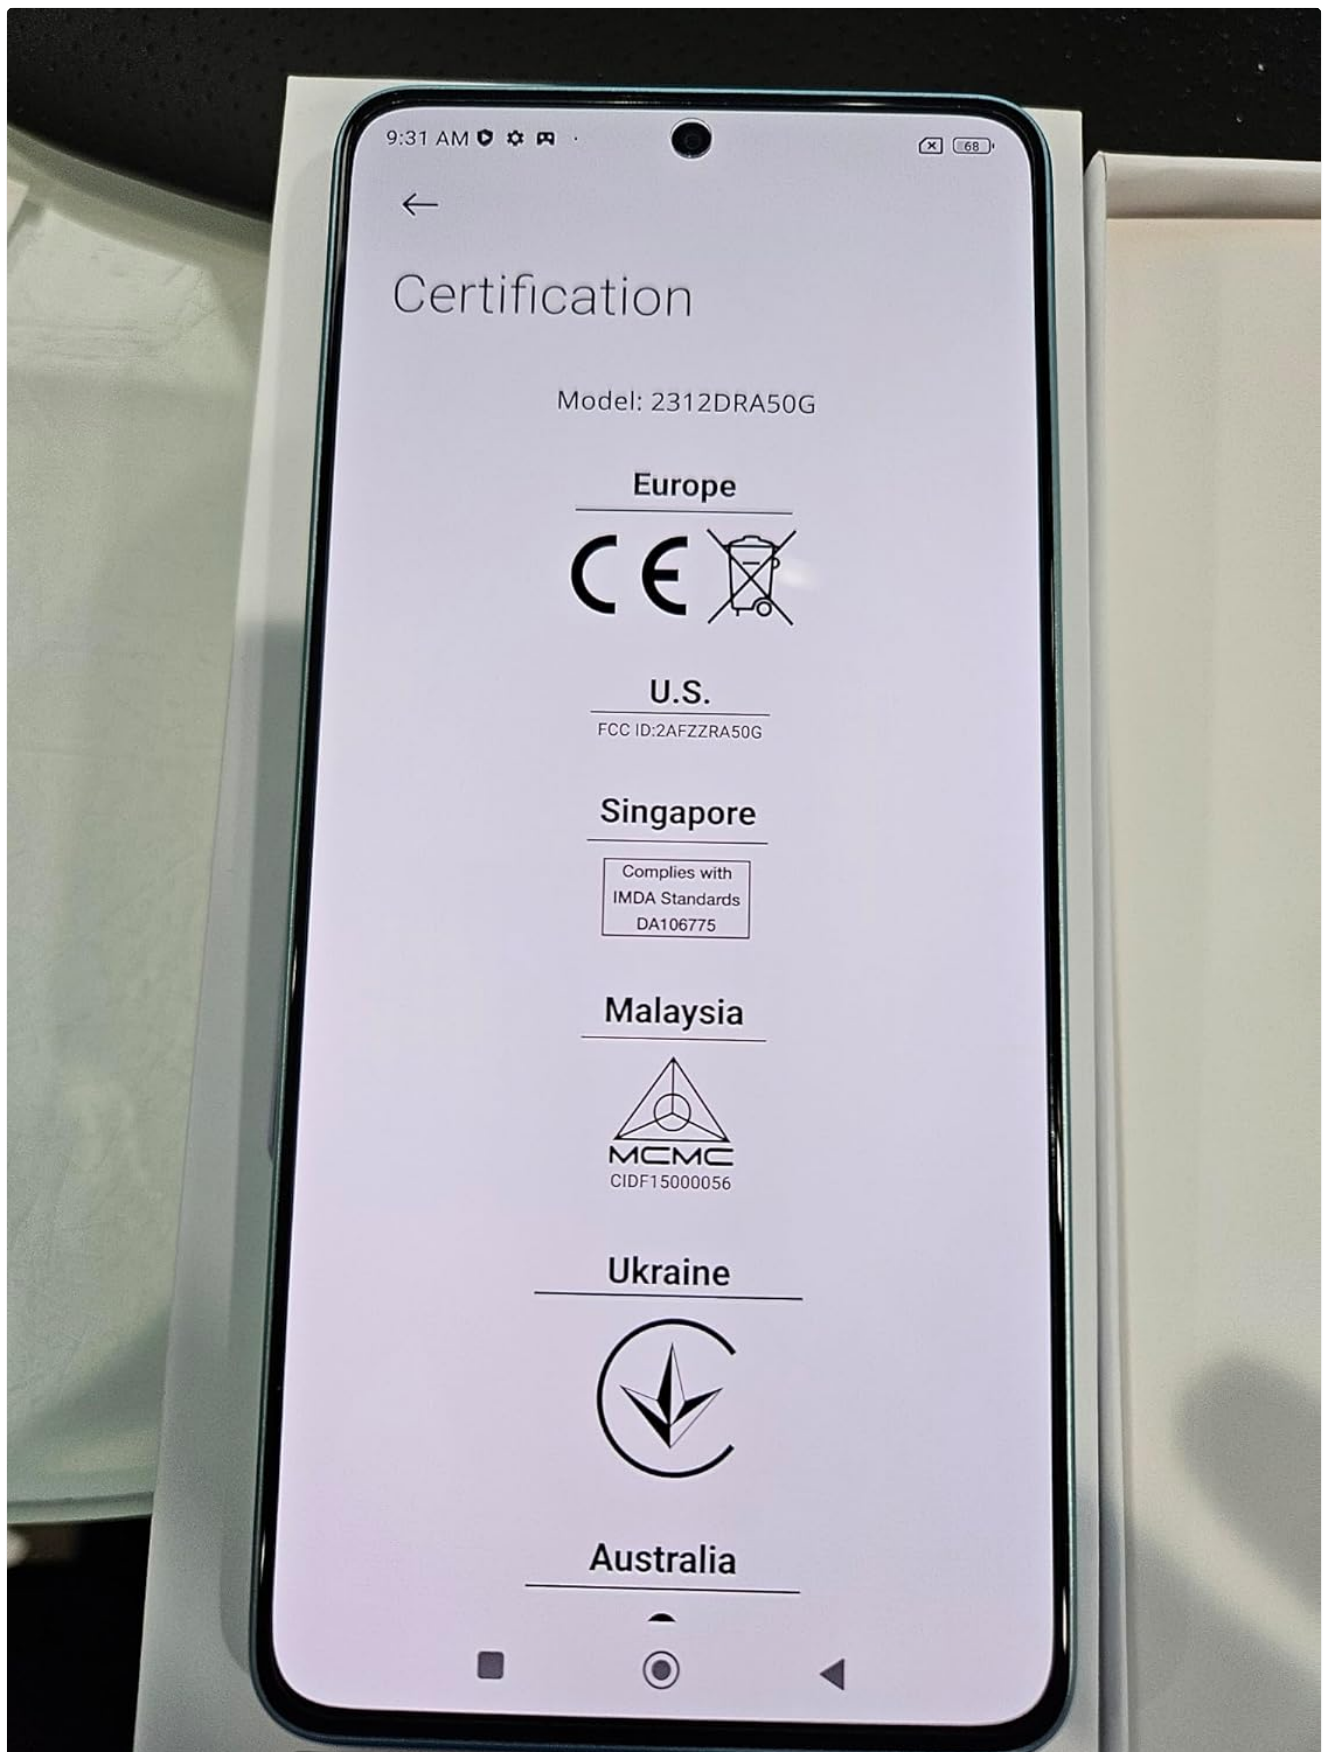 9:31 AM
68
Certification
Model: 2312DRA50G
Europe
CE
U.S.
FCC ID:2AFZZRA50G
Singapore
Complies with
IMDA Standards
DA106775
Malaysia
MCMC
CIDF15000056
Ukraine
Australia